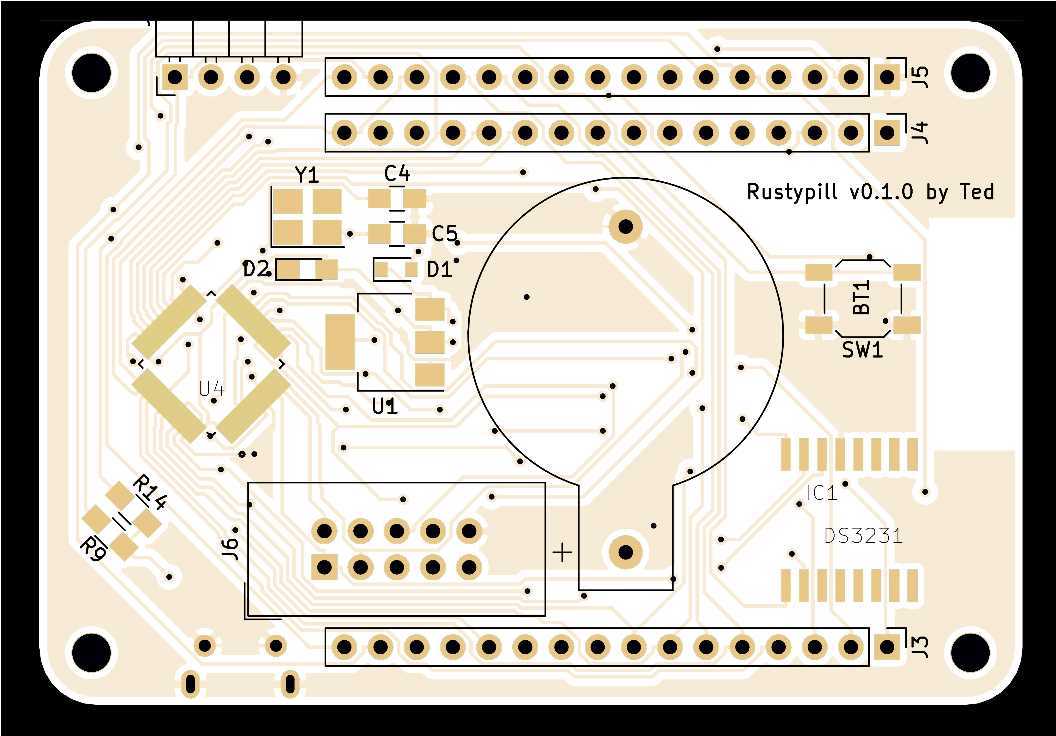 J5
J4
Y1
C4
Rustypill v0.1.0 by Ted
C5
D2
D1
BT1
SW1
U4
U1
R14
IC1
R9
J6
+
DS3231
J3